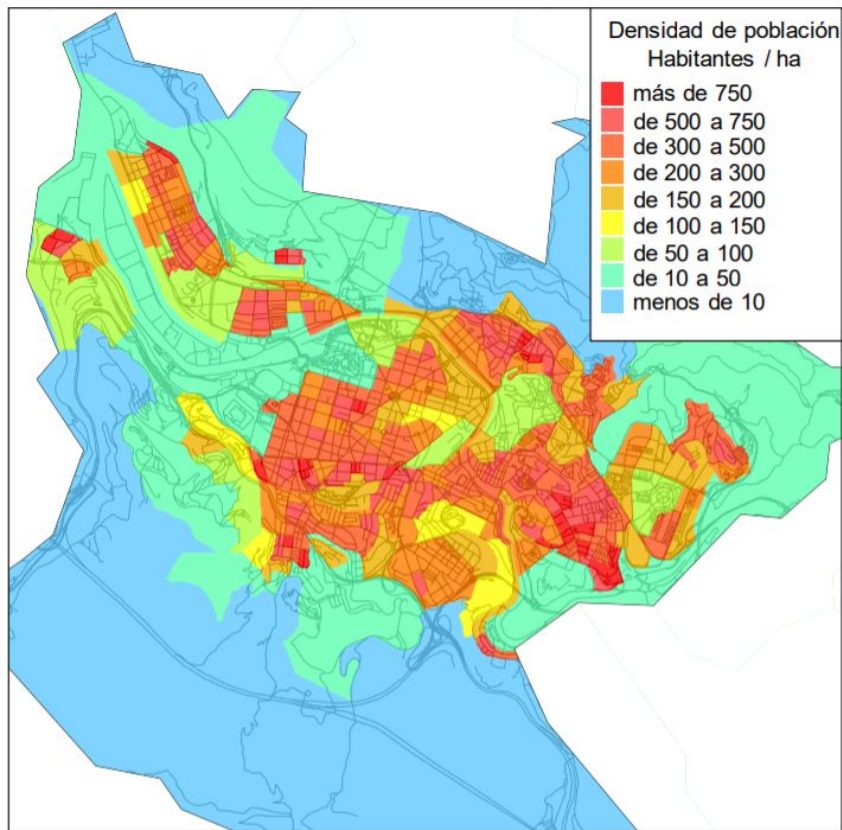 Densidad de población
Habitantes / ha
más de 750
de 500 a 750
de 300 a 500
de 200 a 300
de 150 a 200
de 100 a 150
de 50 a 100
de 10 a 50
menos de 10